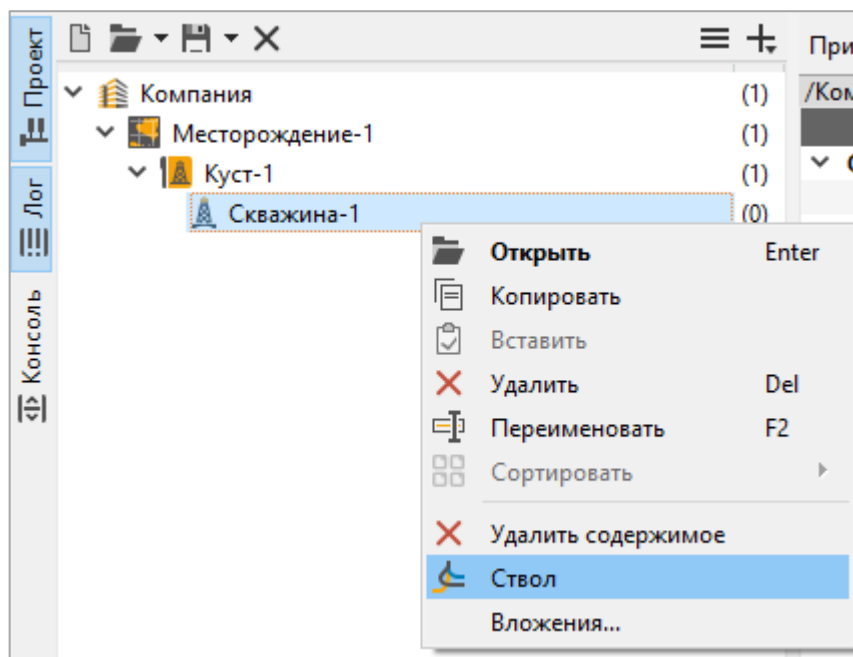 Проект
Лог
Консоль
При
/Ком
Компания (1)
Месторождение-1 (1)
Куст-1 (1)
Скважина-1 (0)
Открыть Enter
Копировать
Вставить
Удалить Del
Переименовать F2
Сортировать
Удалить содержимое
Ствол
Вложения...